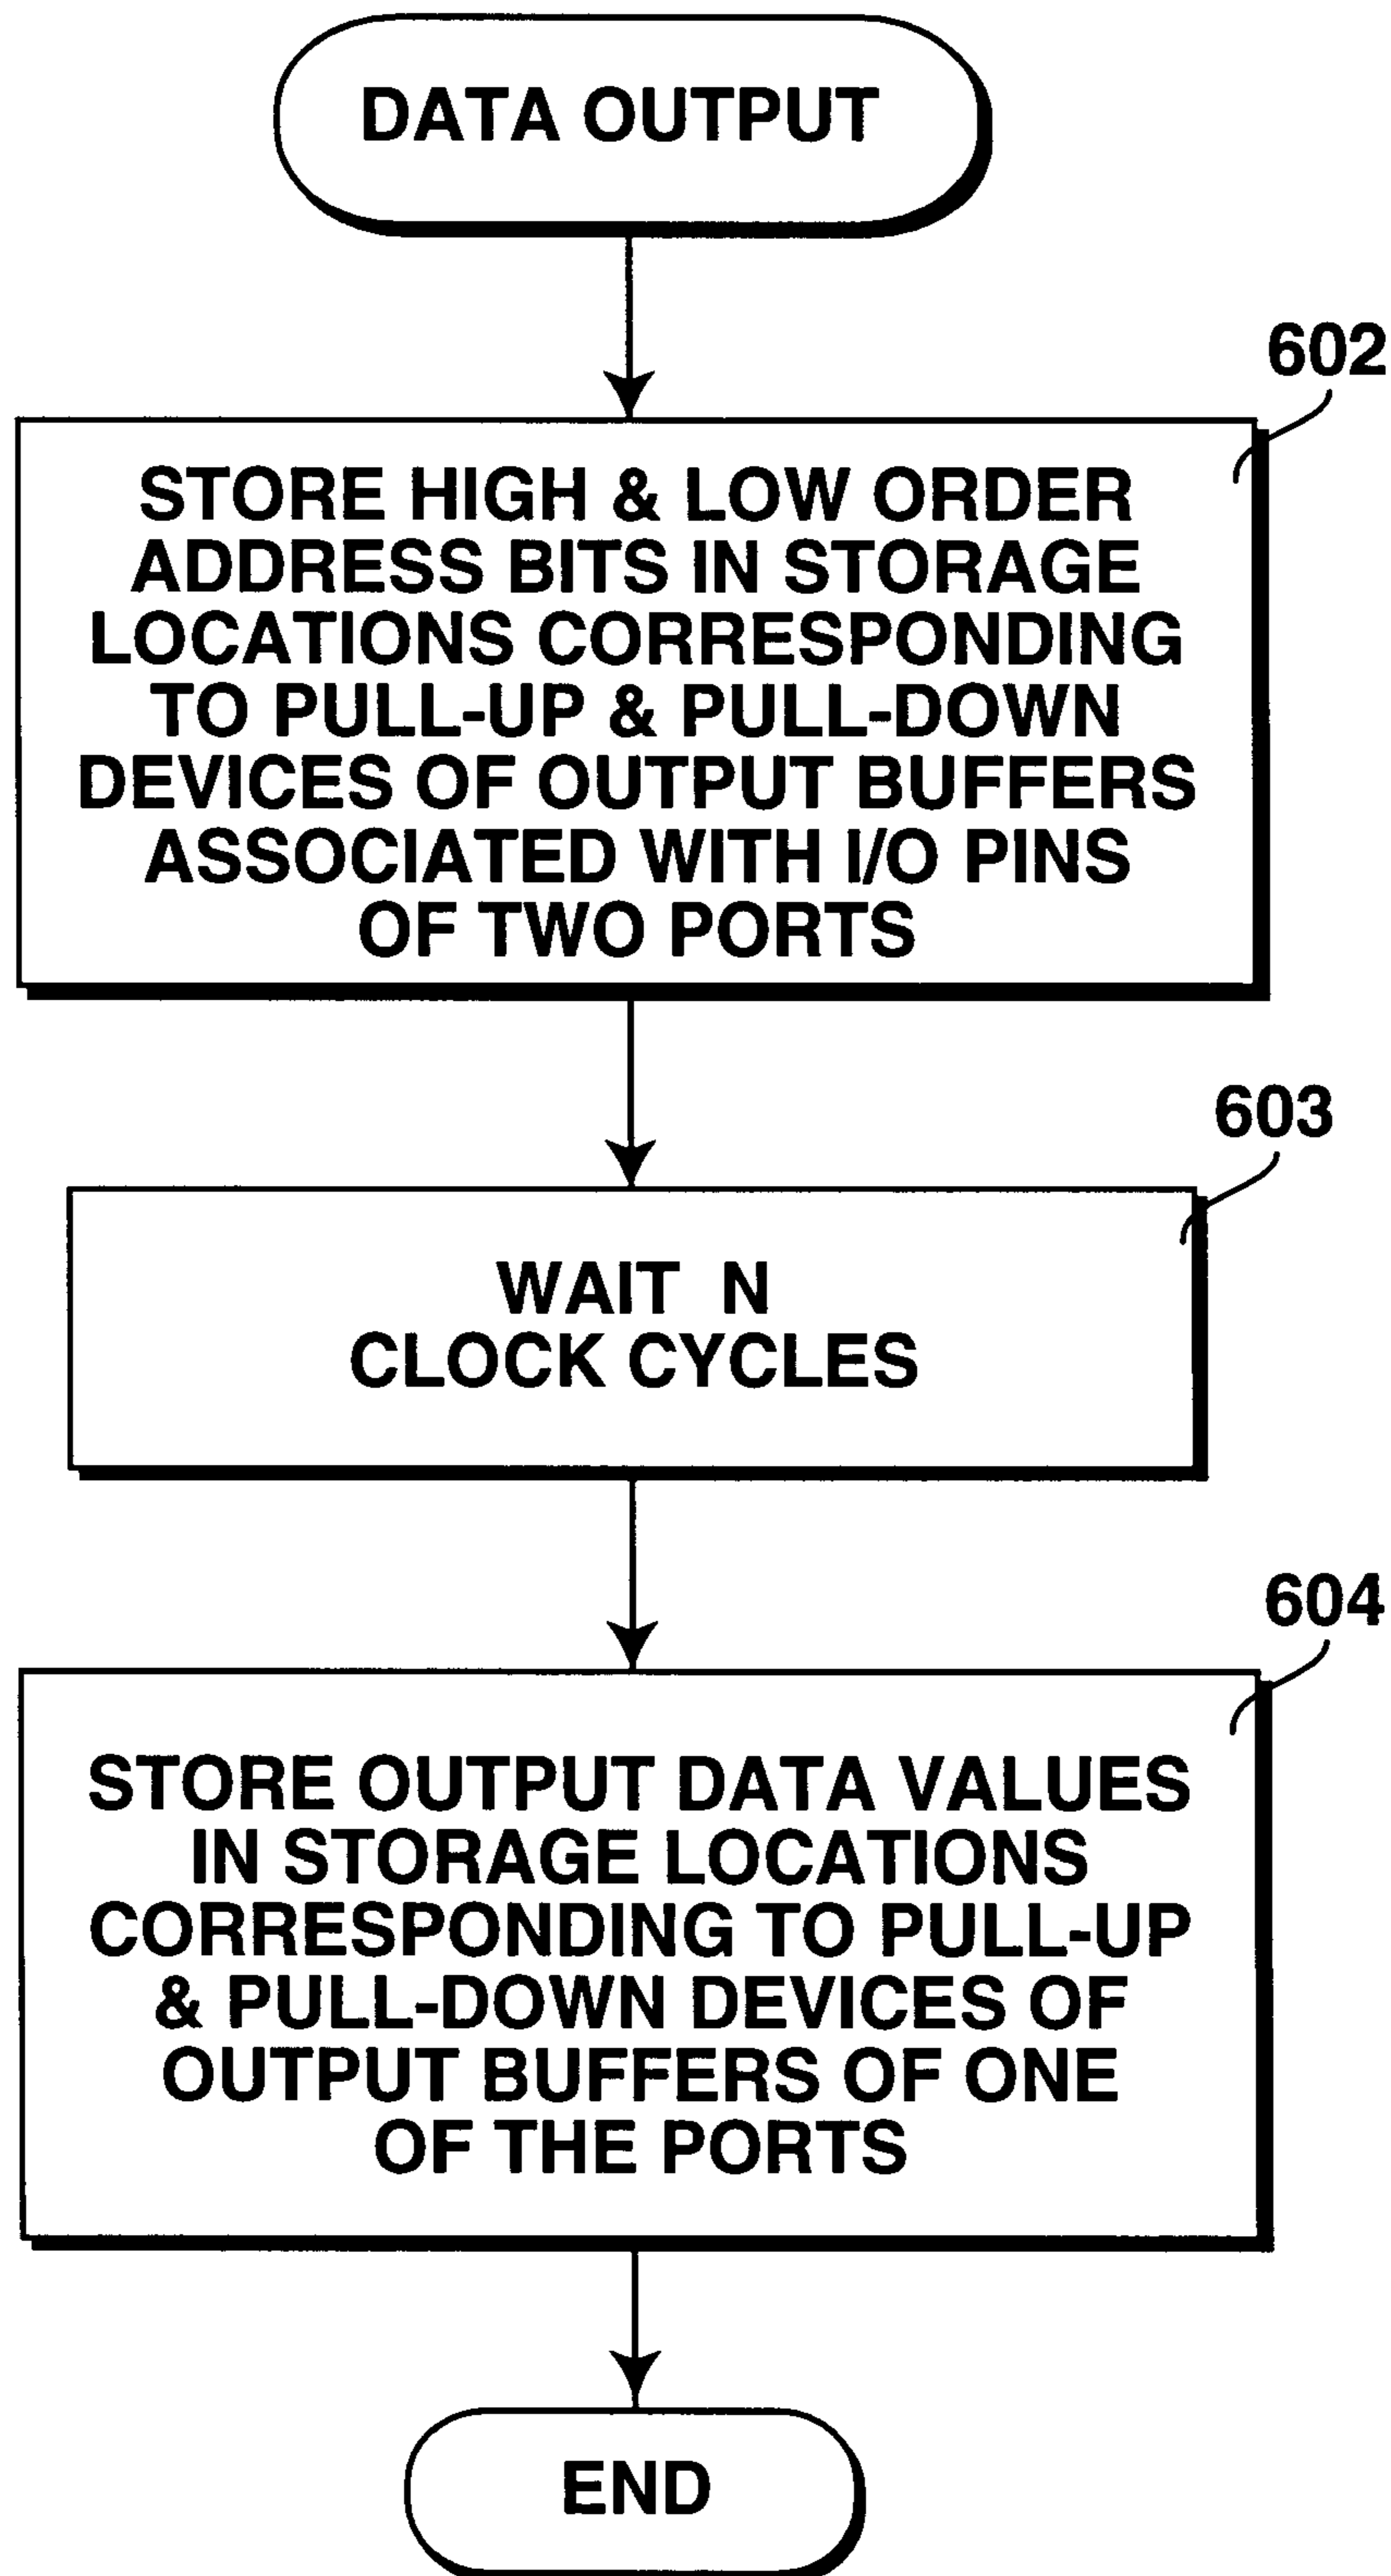 DATA OUTPUT
602
STORE HIGH & LOW ORDER
ADDRESS BITS IN STORAGE
LOCATIONS CORRESPONDING
TO PULL-UP & PULL-DOWN
DEVICES OF OUTPUT BUFFERS
ASSOCIATED WITH I/O PINS
OF TWO PORTS
603
WAIT N
CLOCK CYCLES
604
STORE OUTPUT DATA VALUES
IN STORAGE LOCATIONS
CORRESPONDING TO PULL-UP
& PULL-DOWN DEVICES OF
OUTPUT BUFFERS OF ONE
OF THE PORTS
END